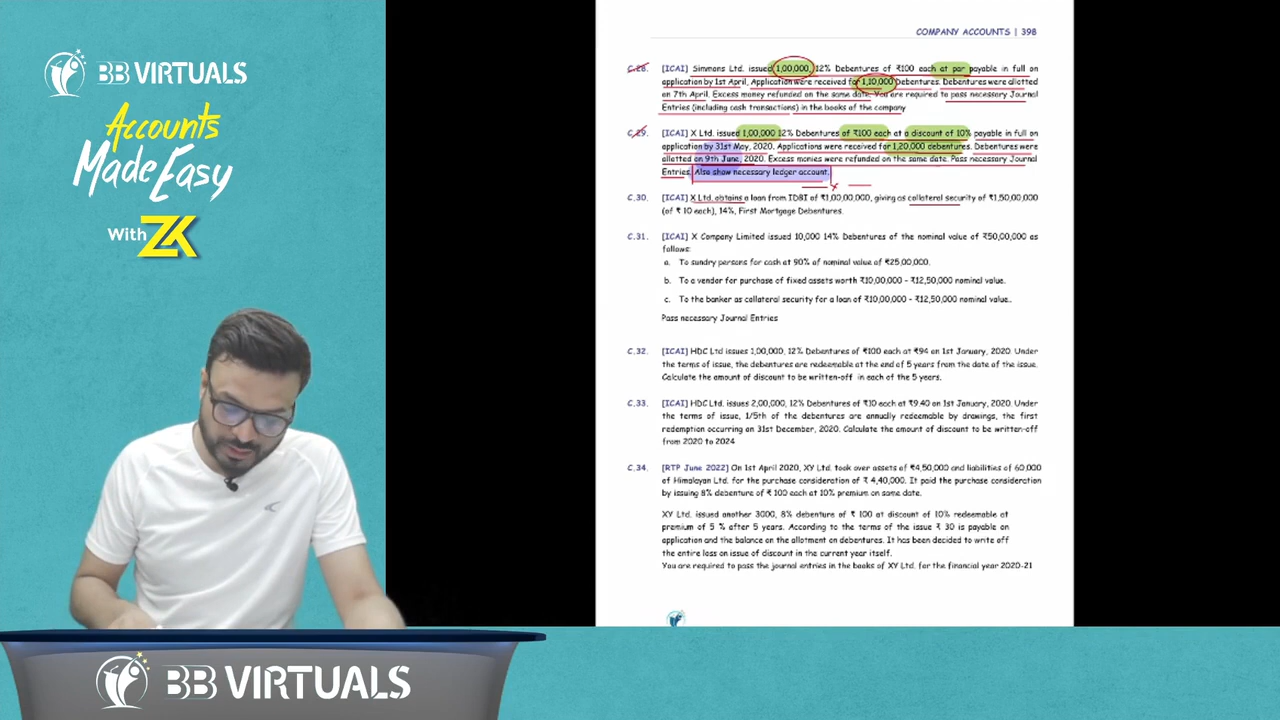 BB VIRTUALS
Accounts
Made Easy
With ZK
COMPANY ACCOUNTS | 398
C.28. [ICAI] Simmons Ltd. issued 1,00,000, 12% Debentures of ₹100 each at par payable in full on
application by 1st April, Application were received for 1,10,000 Debentures. Debentures were allotted
on 7th April. Excess money refunded on the same date. You are required to pass necessary Journal
Entries (including cash transactions) in the books of the company
C.29. [ICAI] X Ltd. issued 1,00,000 12% Debentures of ₹100 each at a discount of 10% payable in full on
application by 31st May, 2020. Applications were received for 1,20,000 debentures. Debentures were
allotted on 9th June, 2020. Excess monies were refunded on the same date. Pass necessary Journal
Entries. Also show necessary ledger account.
C.30. [ICAI] X Ltd. obtains a loan from IDBI of ₹1,00,00,000, giving as collateral security of ₹1,50,00,000
(of ₹ 10 each), 14%, First Mortgage Debentures.
C.31. [ICAI] X Company Limited issued 10,000 14% Debentures of the nominal value of ₹50,00,000 as
follows:
a. To sundry persons for cash at 90% of nominal value of ₹25,00,000.
b. To a vendor for purchase of fixed assets worth ₹10,00,000 – ₹12,50,000 nominal value.
c. To the banker as collateral security for a loan of ₹10,00,000 – ₹12,50,000 nominal value..
Pass necessary Journal Entries
C.32. [ICAI] HDC Ltd issues 1,00,000, 12% Debentures of ₹100 each at ₹94 on 1st January, 2020. Under
the terms of issue, the debentures are redeemable at the end of 5 years from the date of the issue.
Calculate the amount of discount to be written-off in each of the 5 years.
C.33. [ICAI] HDC Ltd. issues 2,00,000, 12% Debentures of ₹10 each at ₹9.40 on 1st January, 2020. Under
the terms of issue, 1/5th of the debentures are annually redeemable by drawings, the first
redemption occurring on 31st December, 2020. Calculate the amount of discount to be written-off
from 2020 to 2024
C.34. [RTP June 2022] On 1st April 2020, XY Ltd. took over assets of ₹4,50,000 and liabilities of 60,000
of Himalayan Ltd. for the purchase consideration of ₹ 4,40,000. It paid the purchase consideration
by issuing 8% debenture of ₹ 100 each at 10% premium on same date.
XY Ltd. issued another 3000, 8% debenture of ₹ 100 at discount of 10% redeemable at
premium of 5 % after 5 years. According to the terms of the issue ₹ 30 is payable on
application and the balance on the allotment on debentures. It has been decided to write off
the entire loss on issue of discount in the current year itself.
You are required to pass the journal entries in the books of XY Ltd. for the financial year 2020-21
BB VIRTUALS